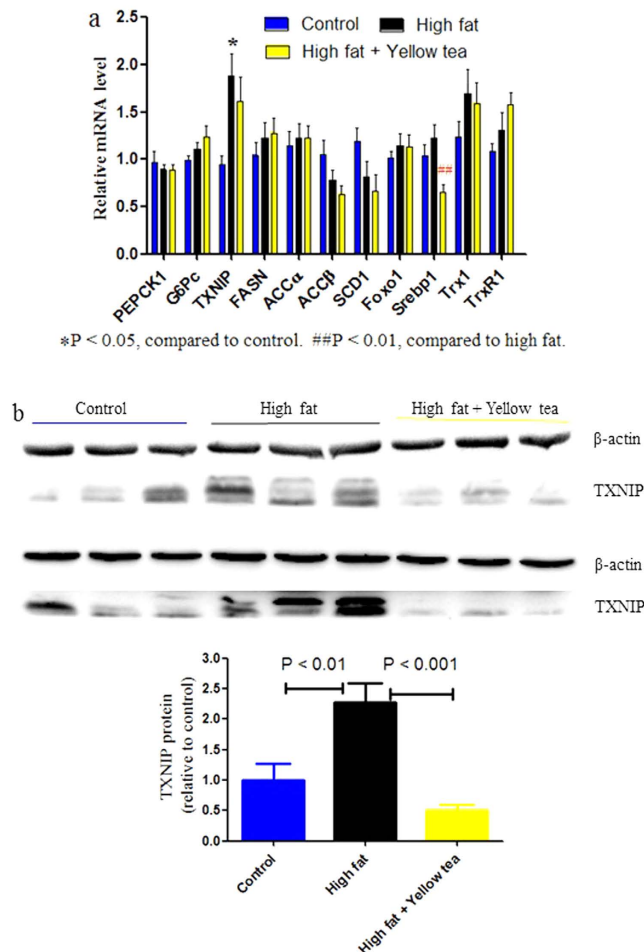 a
Control
High fat
High fat + Yellow tea
Relative mRNA level
2.5
2.0
1.5
1.0
0.5
0.0
*
##
PEPCK1
G6Pc
TXNIP
FASN
ACCα
ACCβ
SCD1
Foxo1
Srebp1
Trx1
TrxR1
*P < 0.05, compared to control. ##P < 0.01, compared to high fat.
b
Control
High fat
High fat + Yellow tea
β-actin
TXNIP
β-actin
TXNIP
TXNIP protein
(relative to control)
3.0
2.5
2.0
1.5
1.0
0.5
0.0
P < 0.01
P < 0.001
Control
High fat
High fat + Yellow tea